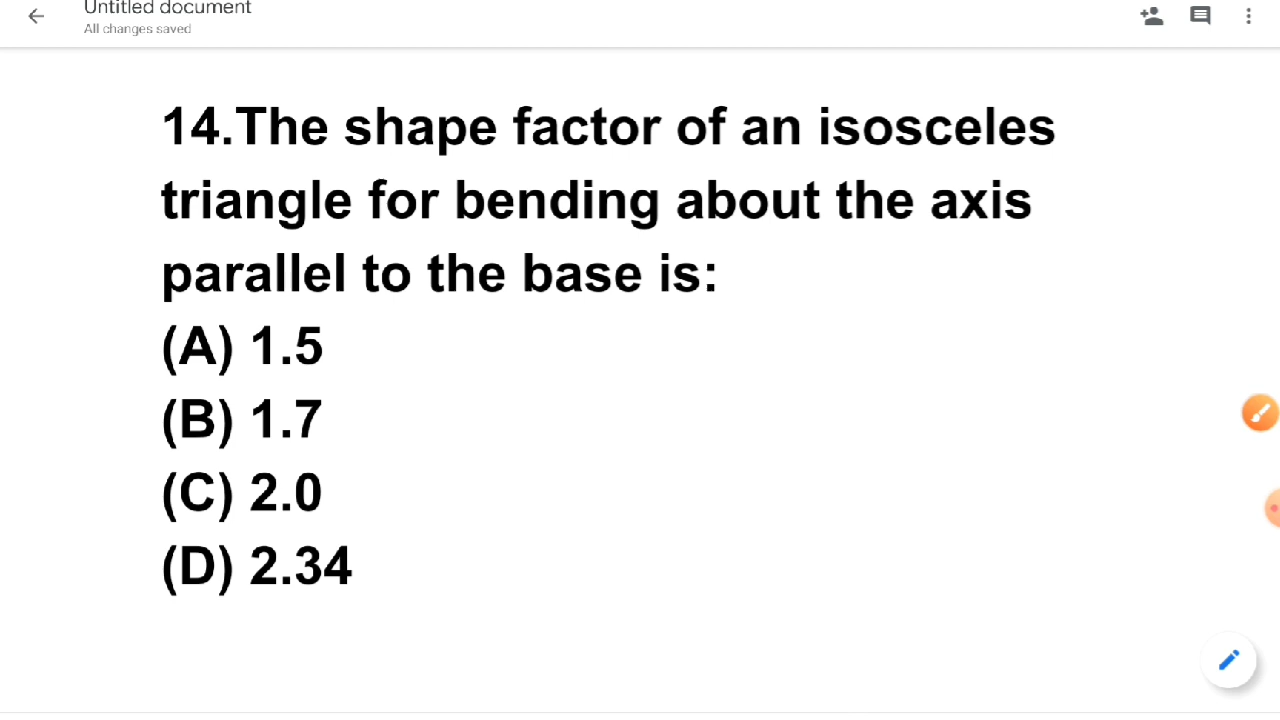 Untitled document
All changes saved
14.The shape factor of an isosceles
triangle for bending about the axis
parallel to the base is:
(A) 1.5
(B) 1.7
(C) 2.0
(D) 2.34